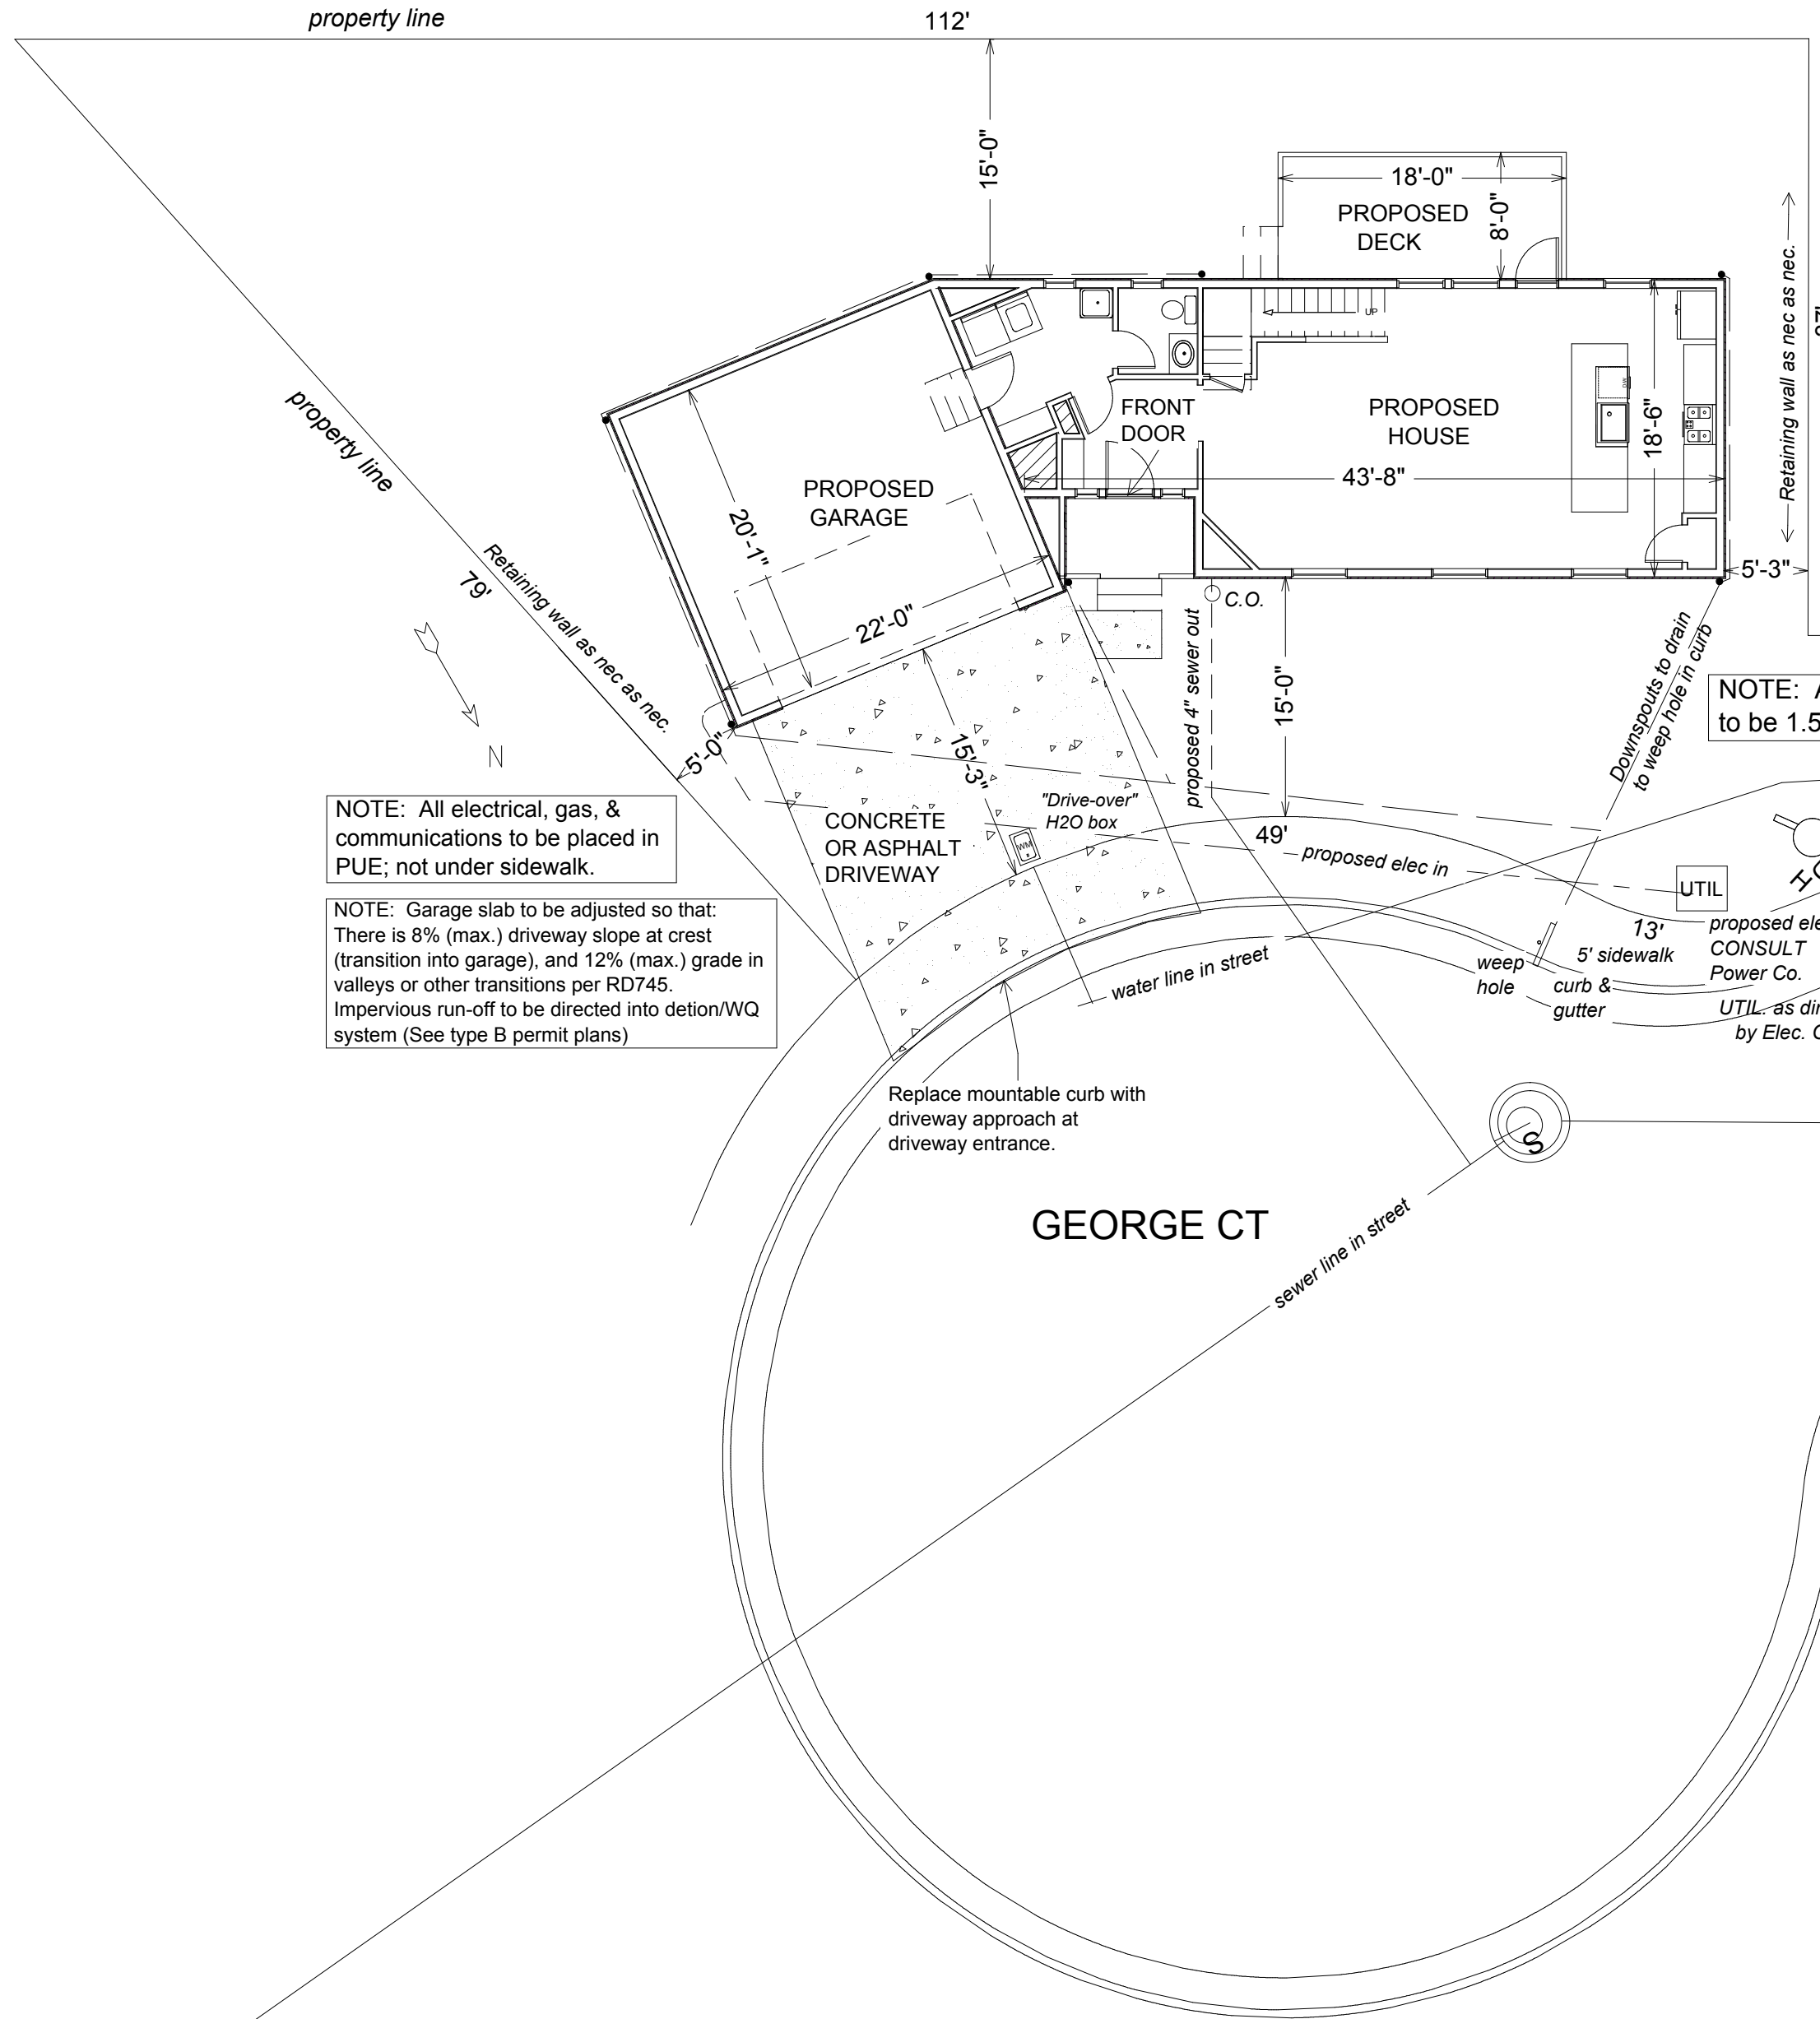 property line
112'
15'-0"
18'-0"
8'-0"
PROPOSED
DECK
Retaining wall as nec as nec.
UP
FRONT
DOOR
PROPOSED
HOUSE
18'-6"
43'-8"
property line
PROPOSED
GARAGE
20'-1"
22'-0"
Retaining wall as nec as nec.
79'
5'-3"
C.O.
proposed 4" sewer out
15'-0"
Downspouts to drain
to weep hole in curb
NOTE: A
to be 1.5
N
5'-0"
15'-3"
NOTE: All electrical, gas, &
communications to be placed in
PUE; not under sidewalk.
"Drive-over"
H2O box
WM
CONCRETE
OR ASPHALT
DRIVEWAY
49'
proposed elec in
UTIL
NOTE: Garage slab to be adjusted so that:
There is 8% (max.) driveway slope at crest
(transition into garage), and 12% (max.) grade in
valleys or other transitions per RD745.
Impervious run-off to be directed into detion/WQ
system (See type B permit plans)
13'
5' sidewalk
proposed ele
CONSULT
Power Co.
UTIL. as dir
by Elec. C
water line in street
weep
hole
curb &
gutter
Replace mountable curb with
driveway approach at
driveway entrance.
S
GEORGE CT
sewer line in street